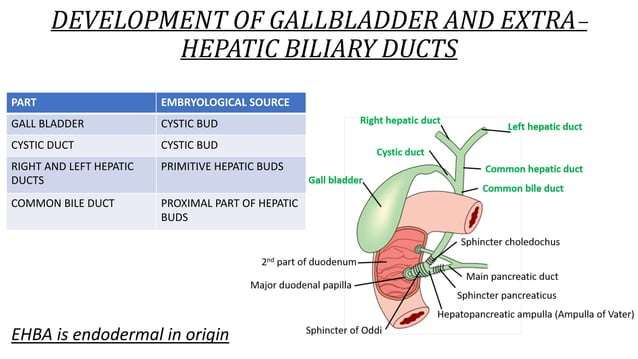 DEVELOPMENT OF GALLBLADDER AND EXTRA–
HEPATIC BILIARY DUCTS
PART EMBRYOLOGICAL SOURCE
GALL BLADDER CYSTIC BUD
CYSTIC DUCT CYSTIC BUD
RIGHT AND LEFT HEPATIC PRIMITIVE HEPATIC BUDS
DUCTS
COMMON BILE DUCT PROXIMAL PART OF HEPATIC
BUDS
Right hepatic duct
Left hepatic duct
Cystic duct
Common hepatic duct
Gall bladder
Common bile duct
Sphincter choledochus
2nd part of duodenum
Main pancreatic duct
Major duodenal papilla
Sphincter pancreaticus
Hepatopancreatic ampulla (Ampulla of Vater)
Sphincter of Oddi
EHBA is endodermal in origin